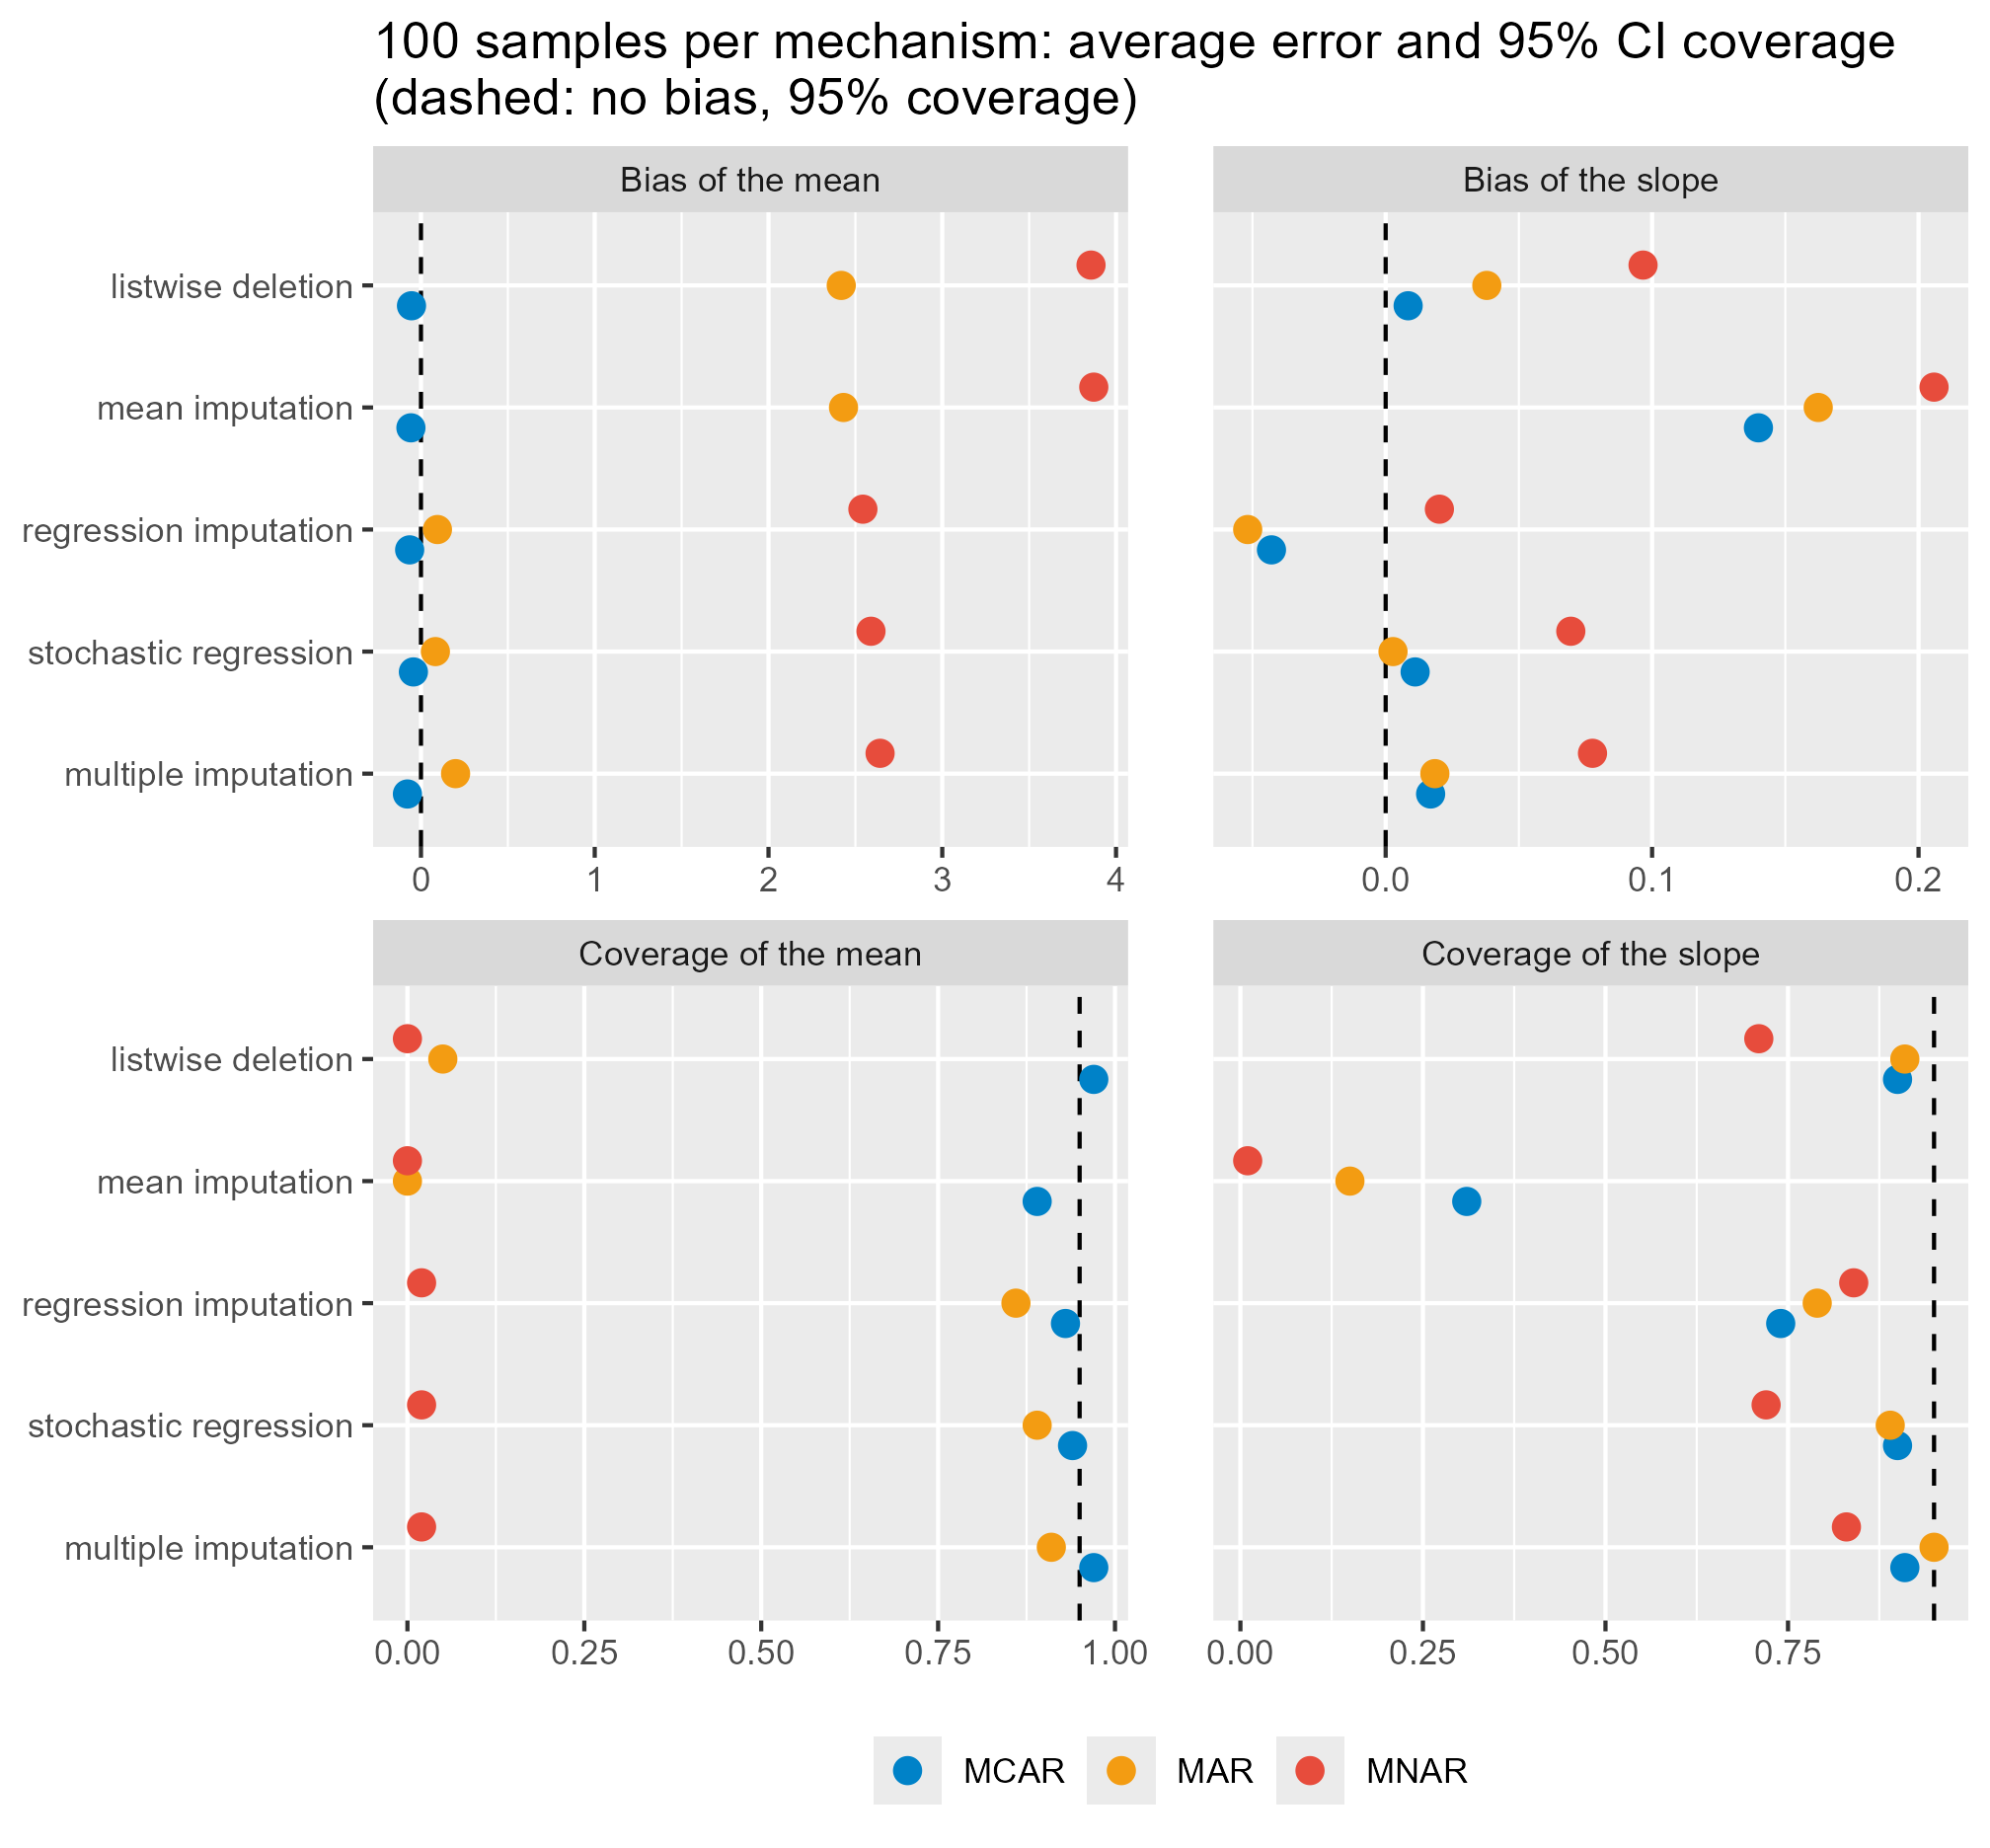 100 samples per mechanism: average error and 95% CI coverage
(dashed: no bias, 95% coverage)
Bias of the mean
Bias of the slope
listwise deletion
mean imputation
regression imputation
stochastic regression
multiple imputation
0 1 2 3 4
0.0 0.1 0.2
Coverage of the mean
Coverage of the slope
listwise deletion
mean imputation
regression imputation
stochastic regression
multiple imputation
0.00 0.25 0.50 0.75 1.00
0.00 0.25 0.50 0.75
MCAR MAR MNAR